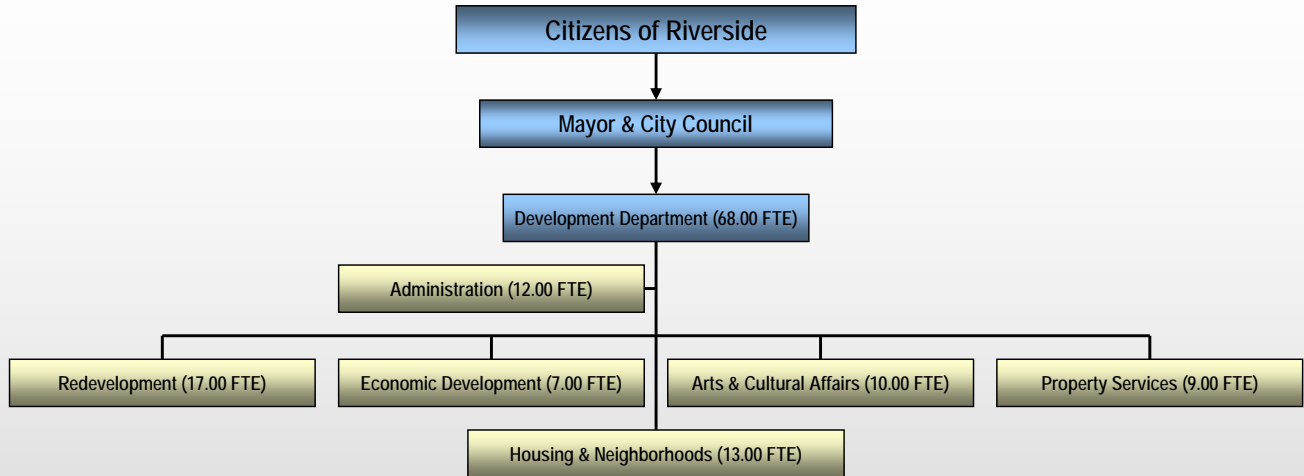 Citizens of Riverside
Mayor & City Council
Development Department (68.00 FTE)
Administration (12.00 FTE)
Redevelopment (17.00 FTE)
Economic Development (7.00 FTE)
Arts & Cultural Affairs (10.00 FTE)
Property Services (9.00 FTE)
Housing & Neighborhoods (13.00 FTE)